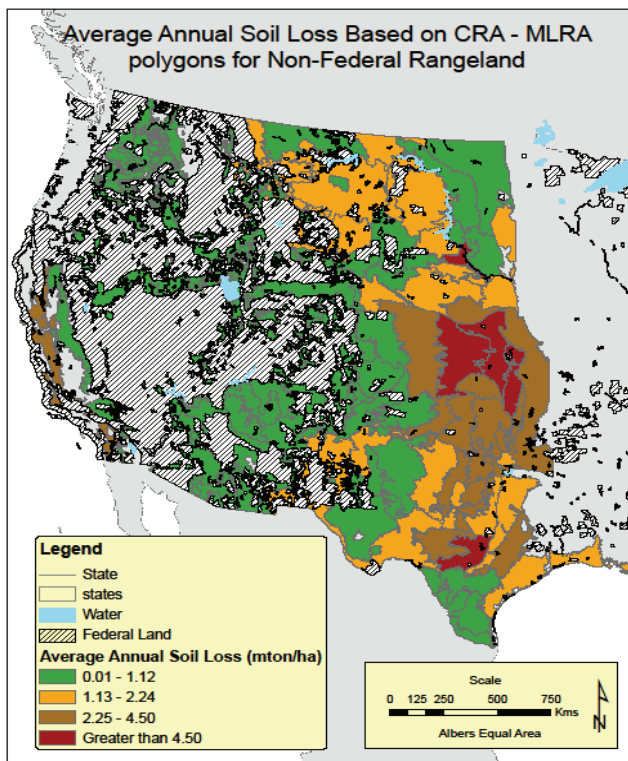 Average Annual Soil Loss Based on CRA - MLRA
polygons for Non-Federal Rangeland
Legend
State
states
Water
Federal Land
Average Annual Soil Loss (mton/ha)
0.01 - 1.12
1.13 - 2.24
2.25 - 4.50
Greater than 4.50
Scale
0 125 250 500 750
Kms
Albers Equal Area
N